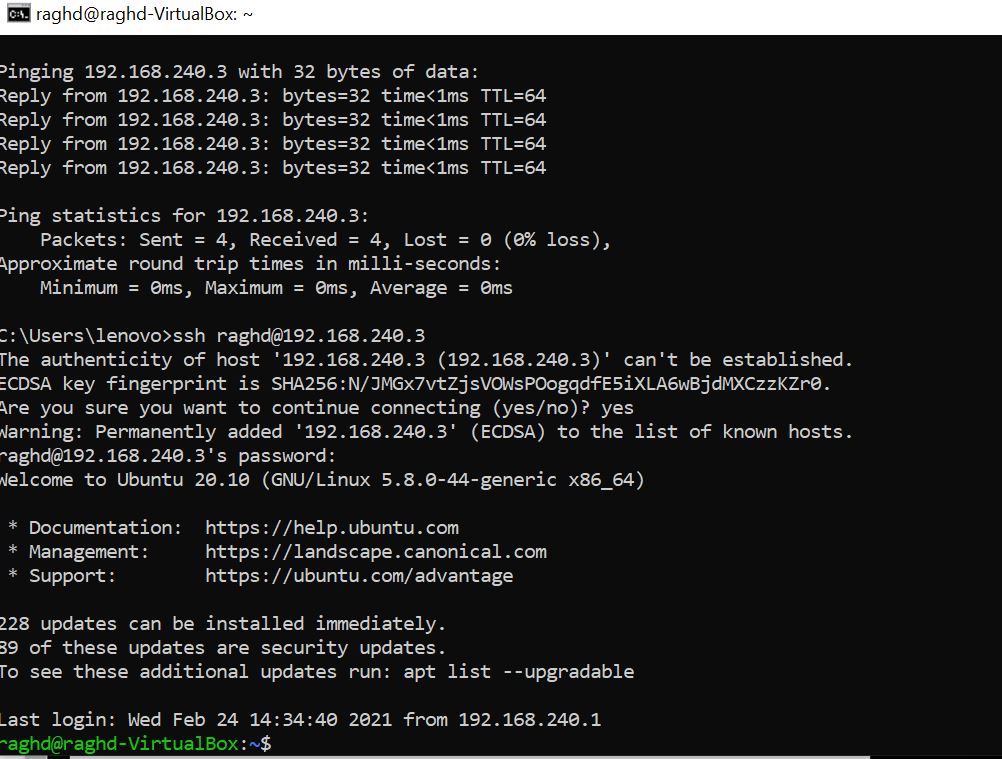 raghd@raghd-VirtualBox: ~
Pinging 192.168.240.3 with 32 bytes of data:
Reply from 192.168.240.3: bytes=32 time<1ms TTL=64
Reply from 192.168.240.3: bytes=32 time<1ms TTL=64
Reply from 192.168.240.3: bytes=32 time<1ms TTL=64
Reply from 192.168.240.3: bytes=32 time<1ms TTL=64
Ping statistics for 192.168.240.3:
    Packets: Sent = 4, Received = 4, Lost = 0 (0% loss),
Approximate round trip times in milli-seconds:
    Minimum = 0ms, Maximum = 0ms, Average = 0ms
C:\Users\lenovo>ssh raghd@192.168.240.3
The authenticity of host '192.168.240.3 (192.168.240.3)' can't be established.
ECDSA key fingerprint is SHA256:N/JMGx7vtZjsVOWsPOogqdfE5iXLA6wBjdMXCzzKZr0.
Are you sure you want to continue connecting (yes/no)? yes
Warning: Permanently added '192.168.240.3' (ECDSA) to the list of known hosts.
raghd@192.168.240.3's password:
Welcome to Ubuntu 20.10 (GNU/Linux 5.8.0-44-generic x86_64)
 * Documentation:  https://help.ubuntu.com
 * Management:     https://landscape.canonical.com
 * Support:        https://ubuntu.com/advantage
228 updates can be installed immediately.
89 of these updates are security updates.
To see these additional updates run: apt list --upgradable
Last login: Wed Feb 24 14:34:40 2021 from 192.168.240.1
raghd@raghd-VirtualBox:~$